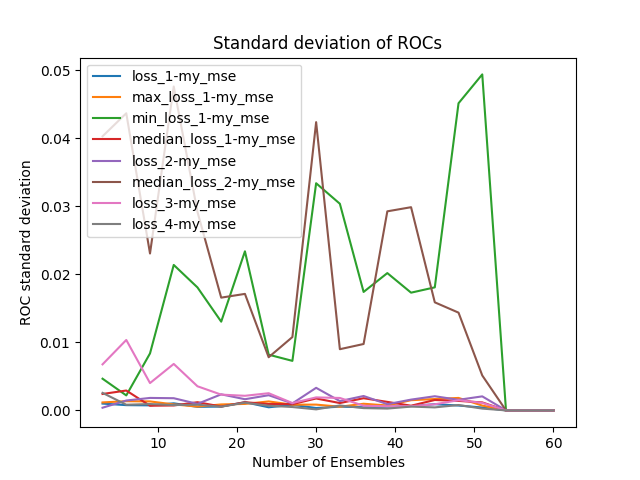 Standard deviation of ROCs
0.05
0.04
0.03
0.02
0.01
0.00
ROC standard deviation
loss_1-my_mse
max_loss_1-my_mse
min_loss_1-my_mse
median_loss_1-my_mse
loss_2-my_mse
median_loss_2-my_mse
loss_3-my_mse
loss_4-my_mse
10 20 30 40 50 60
Number of Ensembles